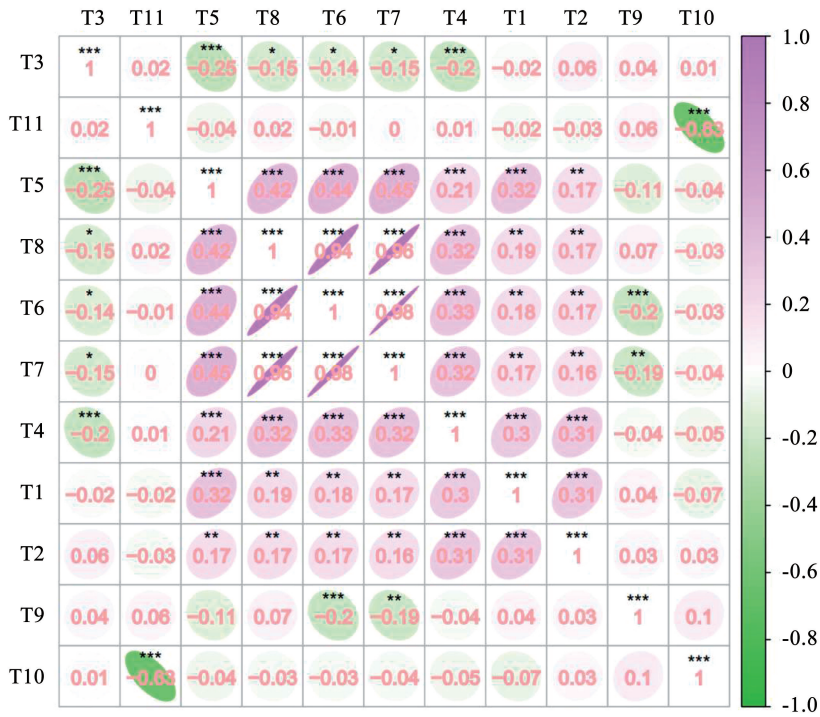 T3 T11 T5 T8 T6 T7 T4 T1 T2 T9 T10
*** *** * * * ***
T3 1 0.02 −0.25 −0.15 −0.14 −0.15 −0.2 −0.02 0.06 0.04 0.01
*** ***
T11 0.02 1 −0.04 0.02 −0.01 0 0.01 −0.02 −0.03 0.06 −0.83
*** *** *** *** *** *** *** **
T5 −0.25 −0.04 1 0.42 0.44 0.45 0.21 0.32 0.17 −0.11 −0.04
* *** *** *** *** *** ** **
T8 −0.15 0.02 0.42 1 0.94 0.96 0.32 0.19 0.17 0.07 −0.03
* *** *** *** *** *** ** ** ***
T6 −0.14 −0.01 0.44 0.94 1 0.98 0.33 0.18 0.17 −0.2 −0.03
* *** *** *** *** *** ** ** **
T7 −0.15 0 0.45 0.96 0.98 1 0.32 0.17 0.16 −0.19 −0.04
*** *** *** *** *** *** *** ***
T4 −0.2 0.01 0.21 0.32 0.33 0.32 1 0.3 0.31 −0.04 −0.05
*** ** ** ** *** *** ***
T1 −0.02 −0.02 0.32 0.19 0.18 0.17 0.3 1 0.31 0.04 −0.07
** ** ** ** *** *** ***
T2 0.06 −0.03 0.17 0.17 0.17 0.16 0.31 0.31 1 0.03 0.03
*** ** ***
T9 0.04 0.06 −0.11 0.07 −0.2 −0.19 −0.04 0.04 0.03 1 0.1
*** ***
T10 0.01 −0.83 −0.04 −0.03 −0.03 −0.04 −0.05 −0.07 0.03 0.1 1
1.0
0.8
0.6
0.4
0.2
0
-0.2
-0.4
-0.6
-0.8
-1.0